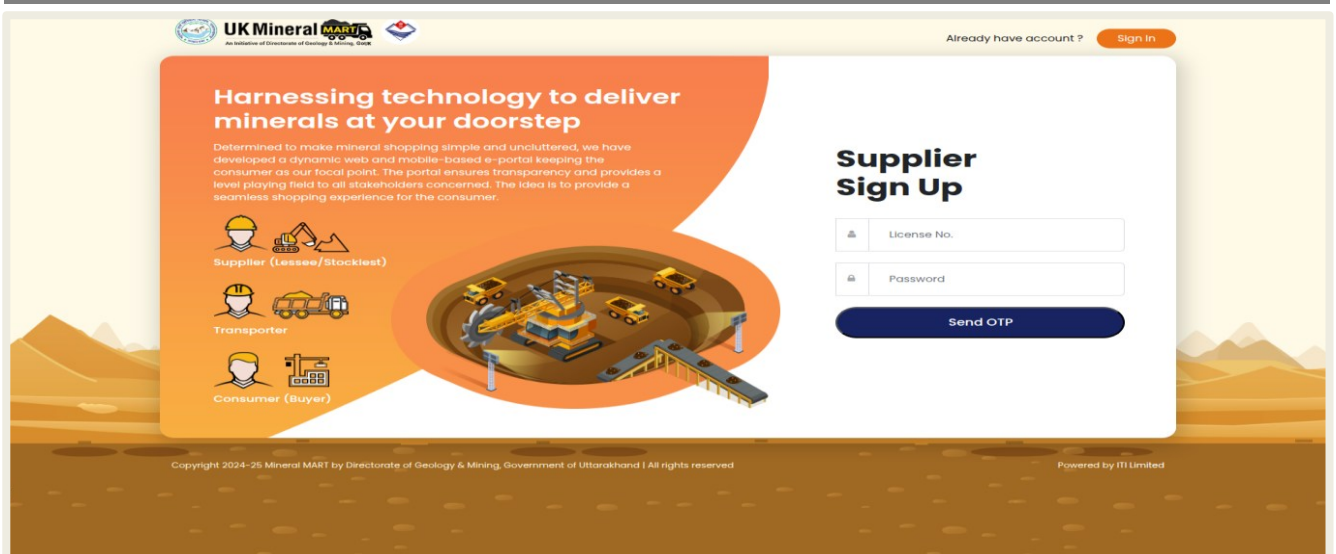 UK Mineral MART
An Initiative of Directorate of Geology & Mining, GoUK
Already have account ? Sign In
Harnessing technology to deliver
minerals at your doorstep
Determined to make mineral shopping simple and uncluttered, we have
developed a dynamic web and mobile-based e-portal keeping the
consumer as our focal point. The portal ensures transparency and provides a
level playing field to all stakeholders concerned. The idea is to provide a
seamless shopping experience for the consumer.
Supplier (Lessee/Stockiest)
Transporter
Consumer (Buyer)
Supplier
Sign Up
License No.
Password
Send OTP
Copyright 2024-25 Mineral MART by Directorate of Geology & Mining, Government of Uttarakhand | All rights reserved
Powered by ITI Limited